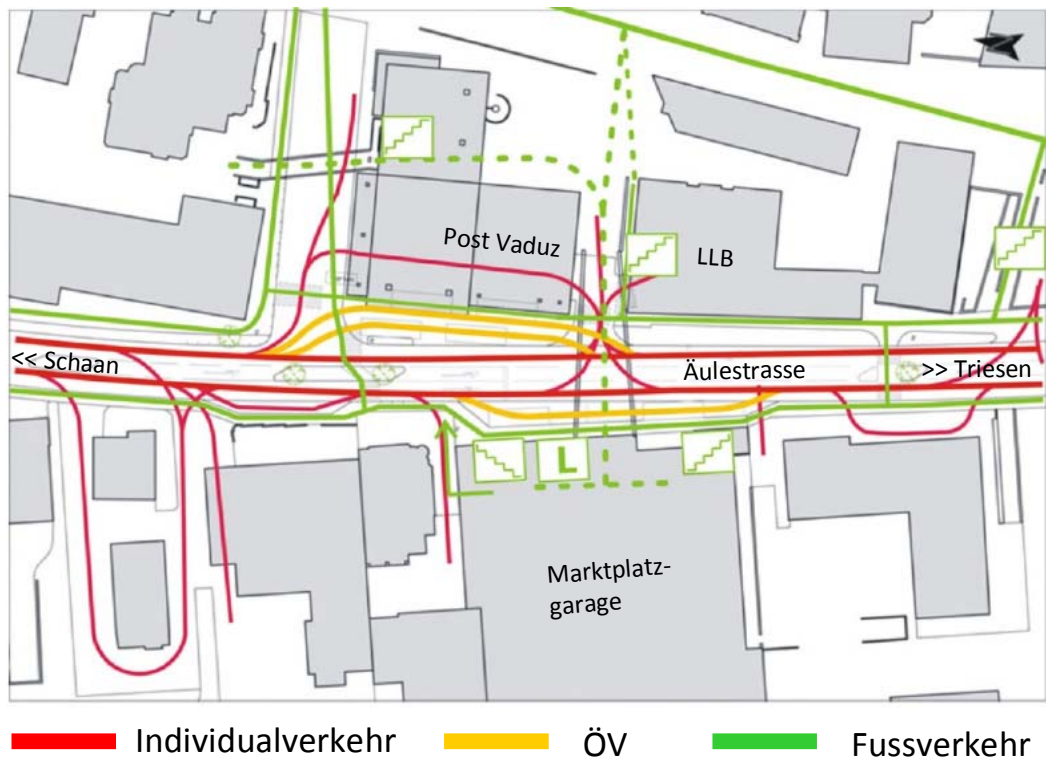 Post Vaduz
LLB
<< Schaan
Äulestrasse
>> Triesen
L
Marktplatz-
garage
Individualverkehr
ÖV
Fussverkehr